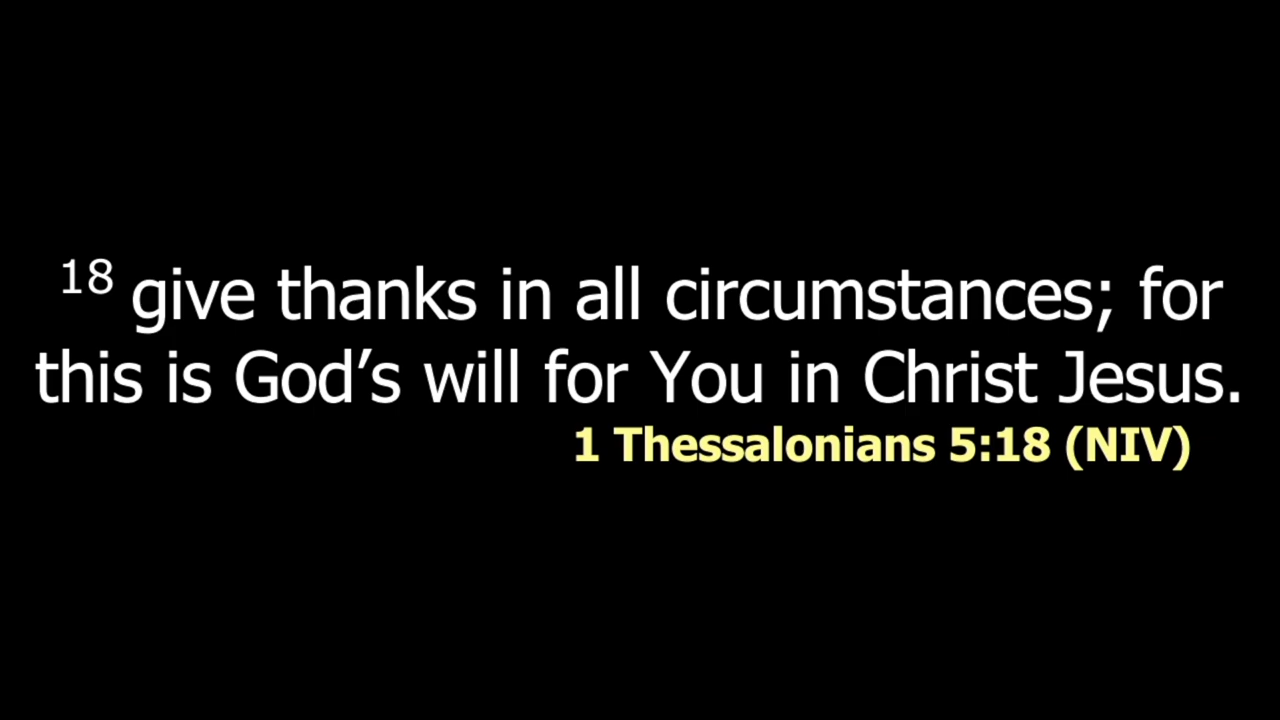 18 give thanks in all circumstances; for
this is God’s will for You in Christ Jesus.
1 Thessalonians 5:18 (NIV)